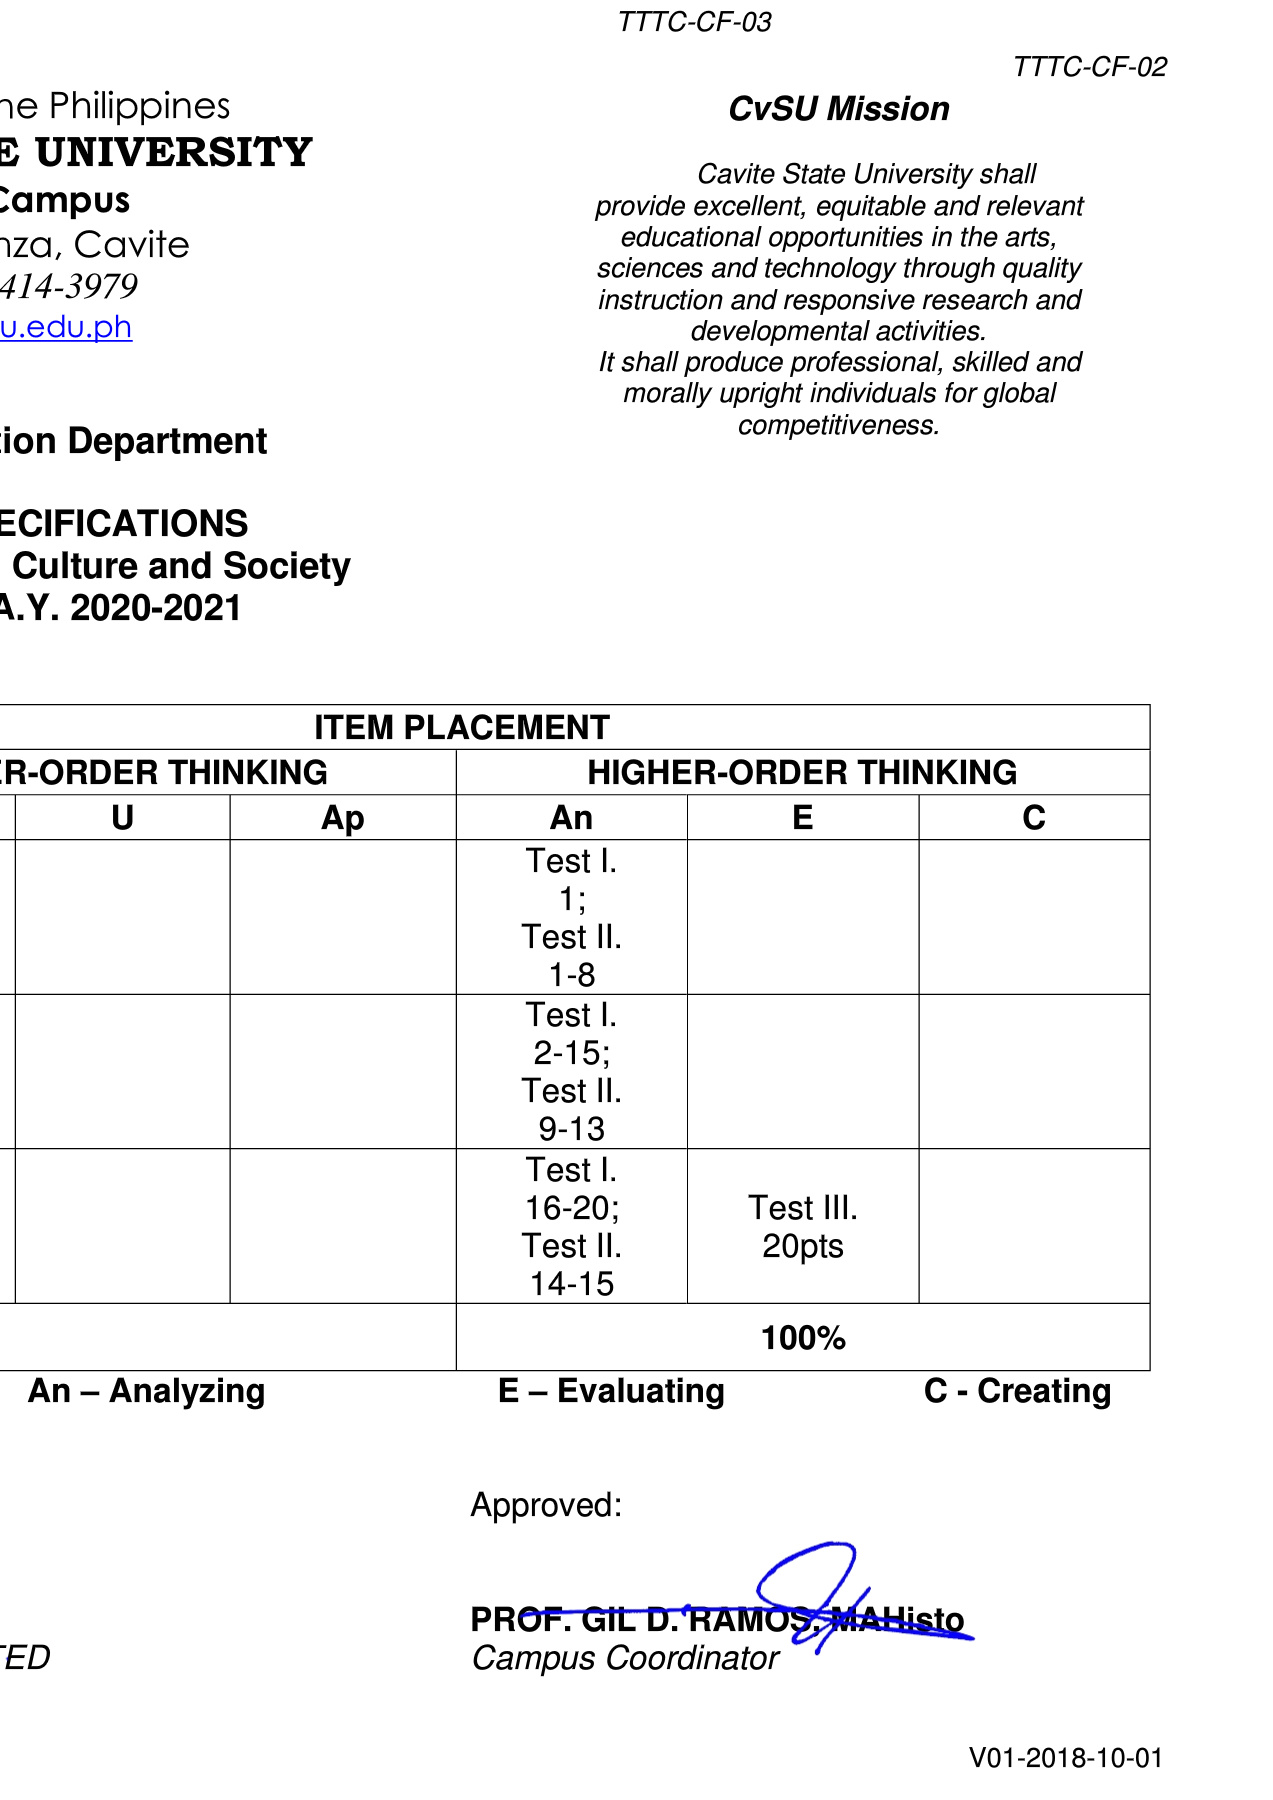 TTTC-CF-03
TTTC-CF-02
ne Philippines
E UNIVERSITY
Campus
nza, Cavite
414-3979
u.edu.ph
CvSU Mission
Cavite State University shall
provide excellent, equitable and relevant
educational opportunities in the arts,
sciences and technology through quality
instruction and responsive research and
developmental activities.
It shall produce professional, skilled and
morally upright individuals for global
competitiveness.
tion Department
ECIFICATIONS
Culture and Society
A.Y. 2020-2021
ITEM PLACEMENT
ER-ORDER THINKING HIGHER-ORDER THINKING
U Ap An E C
Test I.
1;
Test II.
1-8
Test I.
2-15;
Test II.
9-13
Test I.
16-20;
Test II.
14-15
Test III.
20pts
100%
An – Analyzing E – Evaluating C - Creating
Approved:
PROF. GIL D. RAMOS, MAHisto
TED Campus Coordinator
V01-2018-10-01